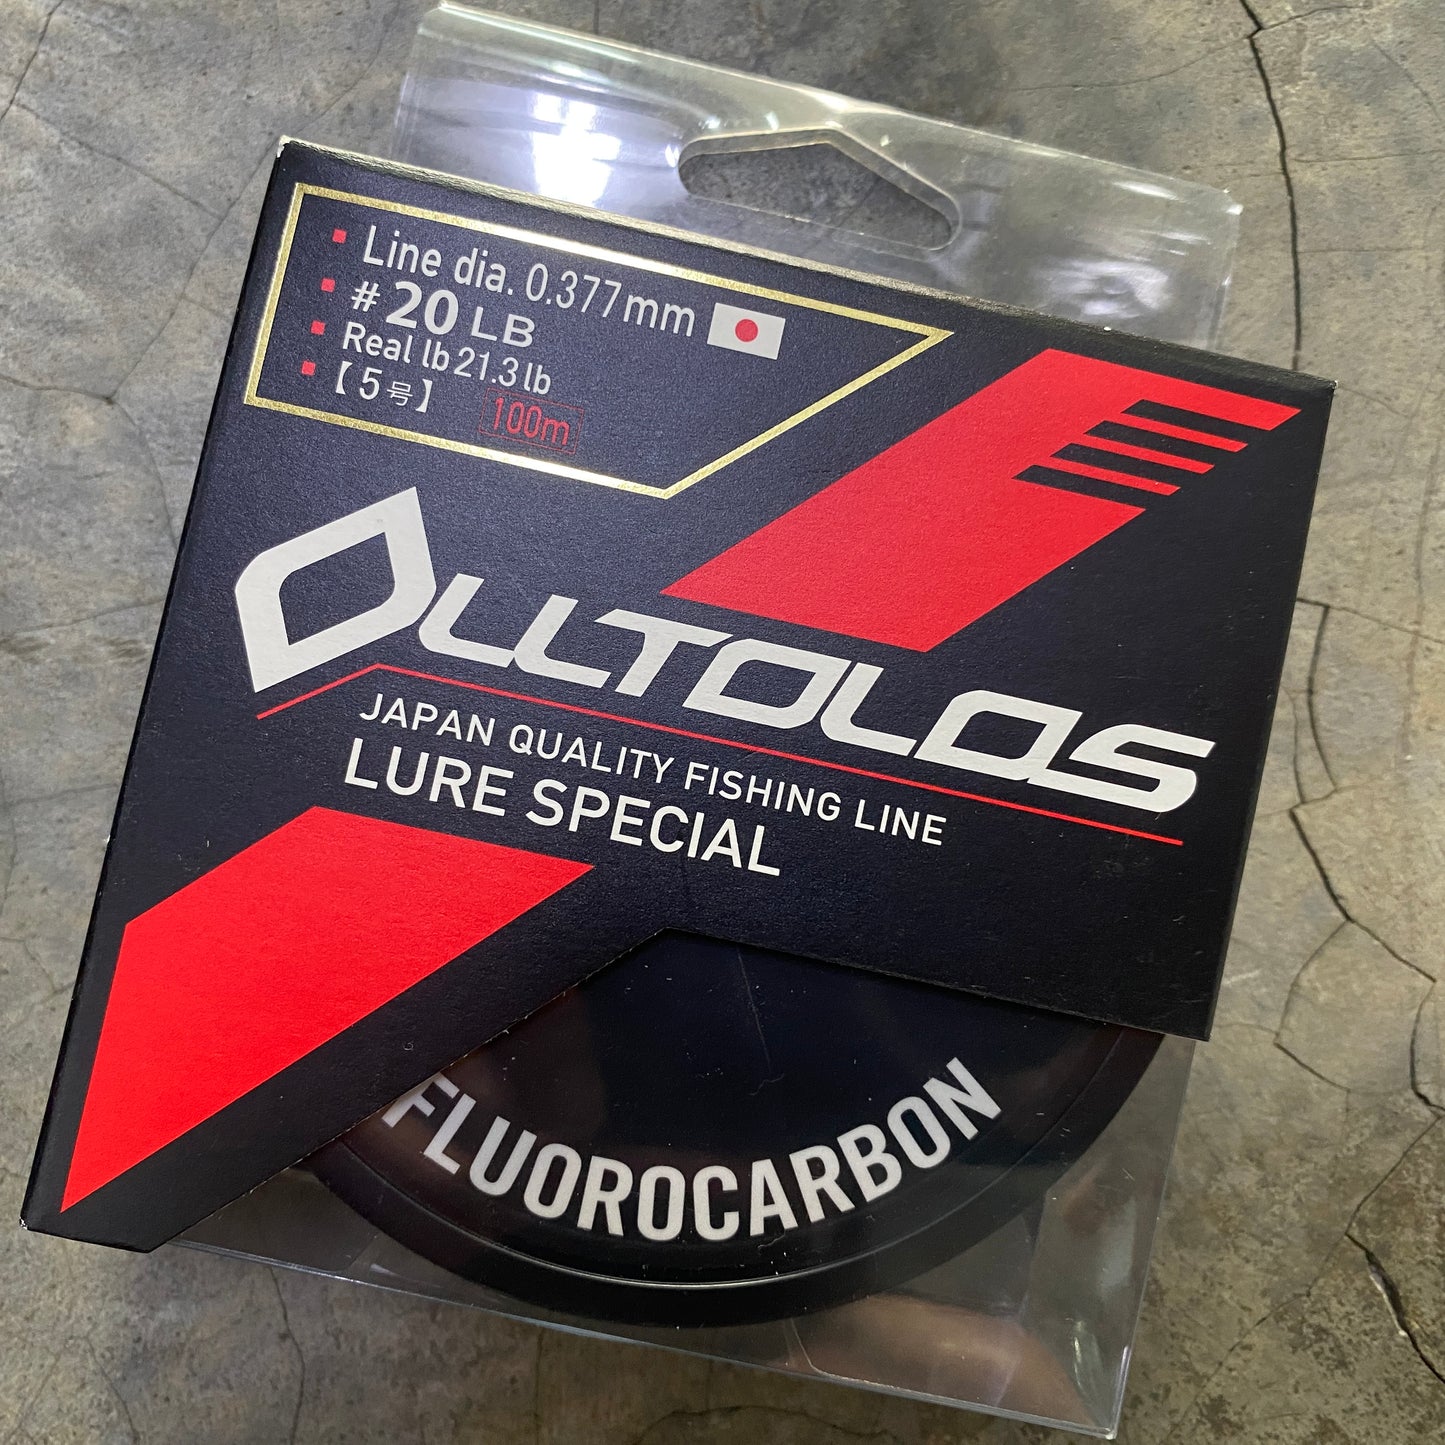 Line dia. 0.377mm
# 20 LB
Real lb 21.3 lb
【5号】
100m
OLLTOLOS
JAPAN QUALITY FISHING LINE
LURE SPECIAL
FLUOROCARBON